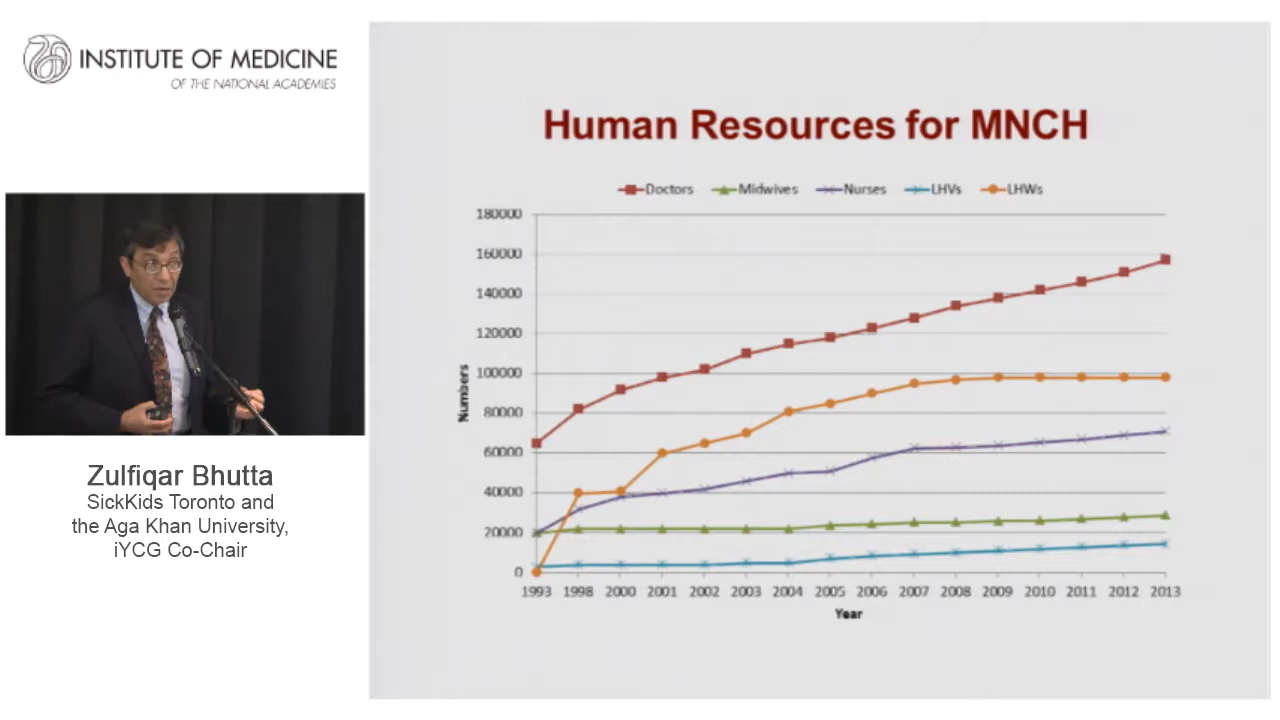 INSTITUTE OF MEDICINE
OF THE NATIONAL ACADEMIES
Zulfiqar Bhutta
SickKids Toronto and
the Aga Khan University,
iYCG Co-Chair
Human Resources for MNCH
Doctors Midwives Nurses LHVs LHWs
180000
160000
140000
120000
100000
80000
60000
40000
20000
0
Numbers
1993 1998 2000 2001 2002 2003 2004 2005 2006 2007 2008 2009 2010 2011 2012 2013
Year